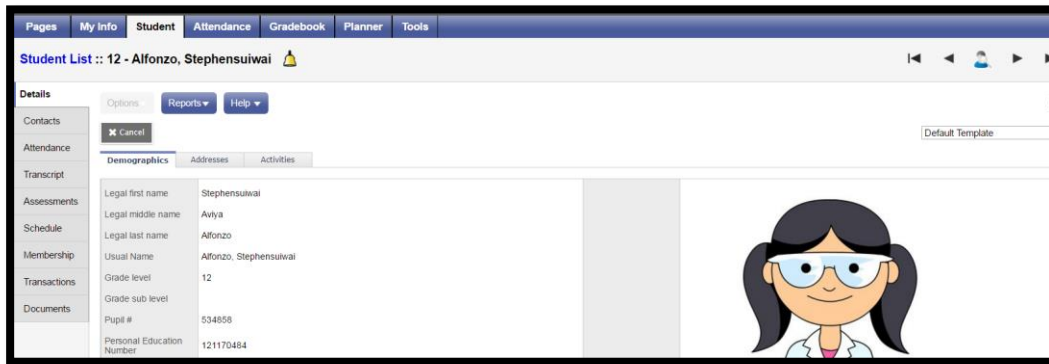 Pages My Info Student Attendance Gradebook Planner Tools
Student List :: 12 - Alfonzo, Stephensuiwai
Details
Contacts
Attendance
Transcript
Assessments
Schedule
Membership
Transactions
Documents
Options Reports Help
Cancel
Default Template
Demographics Addresses Activities
Legal first name Stephensuiwai
Legal middle name Aviya
Legal last name Alfonzo
Usual Name Alfonzo, Stephensuiwai
Grade level 12
Grade sub level
Pupil # 534658
Personal Education
Number 121170484